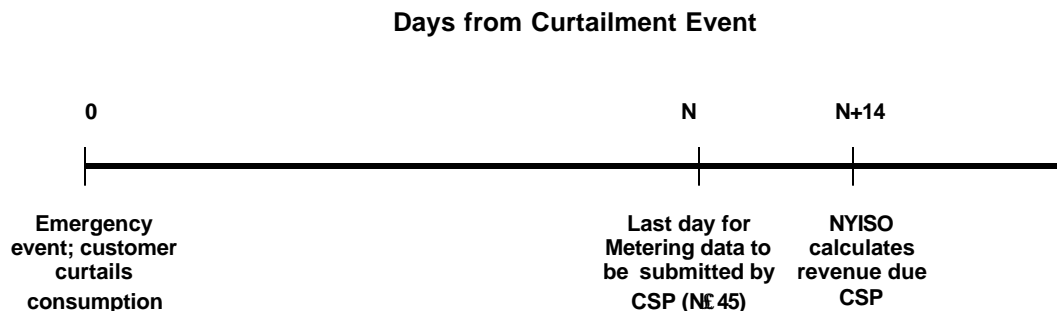 Days from Curtailment Event
0 N N+14
Emergency
event; customer
curtails
consumption
Last day for
Metering data to
be submitted by
CSP (N£ 45)
NYISO
calculates
revenue due
CSP